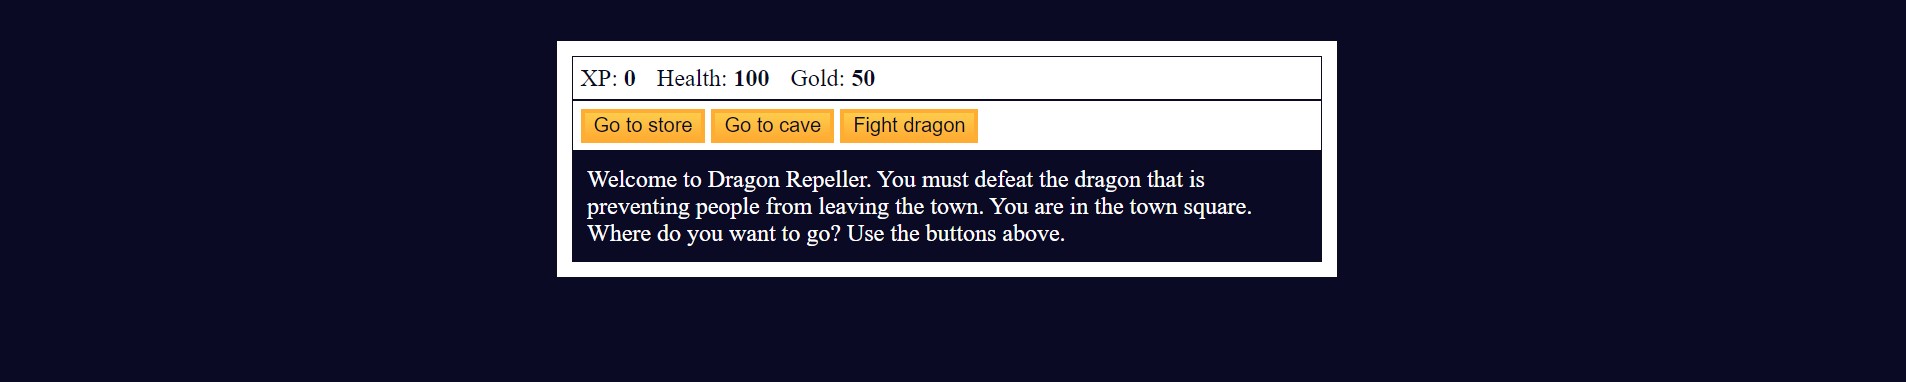 XP: 0 Health: 100 Gold: 50
Go to store Go to cave Fight dragon
Welcome to Dragon Repeller. You must defeat the dragon that is
preventing people from leaving the town. You are in the town square.
Where do you want to go? Use the buttons above.